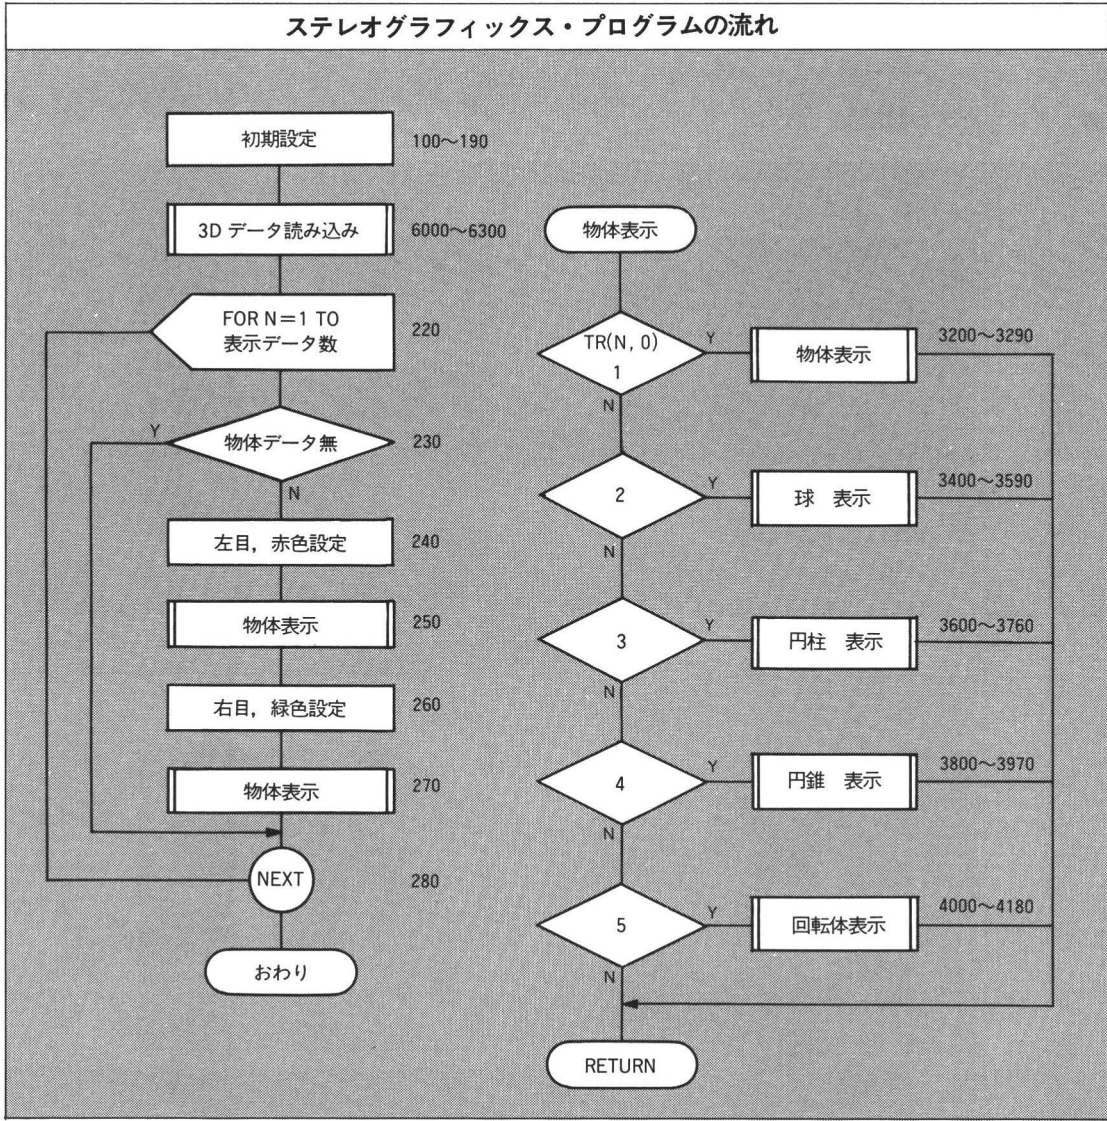 ステレオグラフィックス・プログラムの流れ
初期設定
100〜190
3D データ読み込み
6000〜6300
FOR N=1 TO
表示データ数
220
Y
物体データ無
230
N
左目，赤色設定
240
物体表示
250
右目，緑色設定
260
物体表示
270
NEXT
280
おわり
物体表示
TR(N, 0)
1
Y
物体表示
3200〜3290
N
2
Y
球 表示
3400〜3590
N
3
Y
円柱 表示
3600〜3760
N
4
Y
円錐 表示
3800〜3970
N
5
Y
回転体表示
4000〜4180
N
RETURN